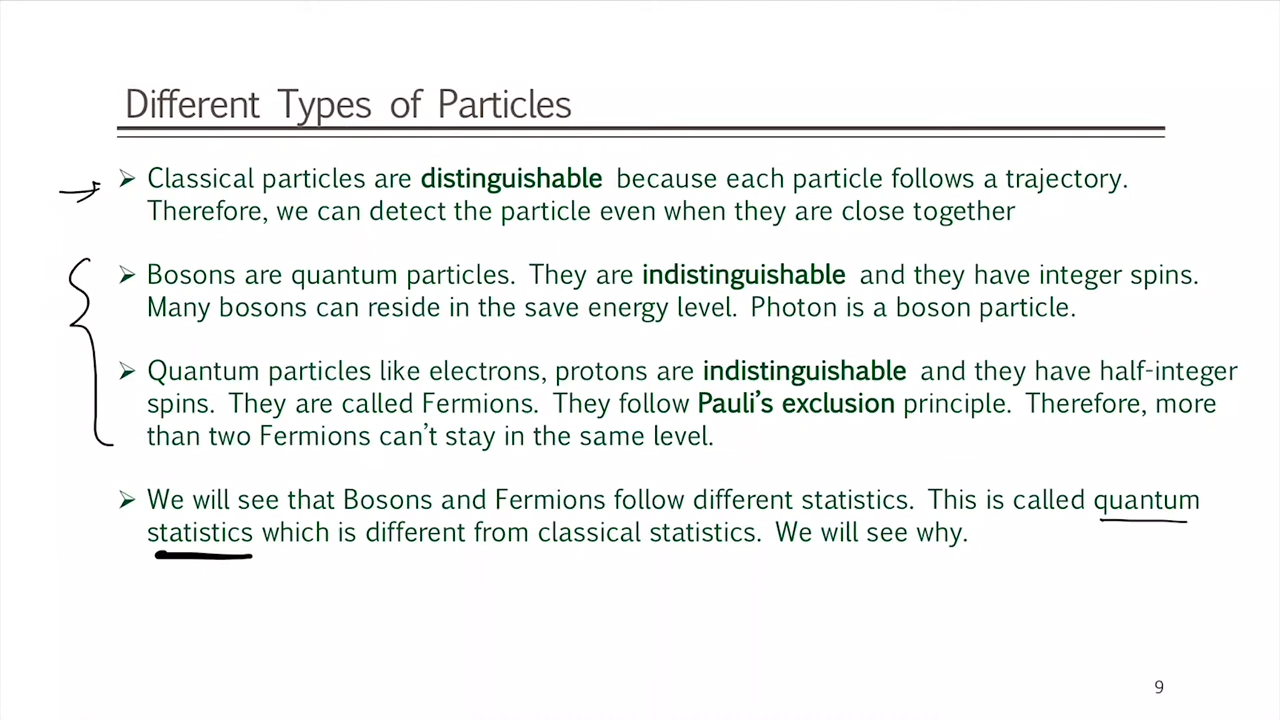 Different Types of Particles
➢ Classical particles are distinguishable because each particle follows a trajectory.
Therefore, we can detect the particle even when they are close together
➢ Bosons are quantum particles. They are indistinguishable and they have integer spins.
Many bosons can reside in the save energy level. Photon is a boson particle.
➢ Quantum particles like electrons, protons are indistinguishable and they have half-integer
spins. They are called Fermions. They follow Pauli's exclusion principle. Therefore, more
than two Fermions can't stay in the same level.
➢ We will see that Bosons and Fermions follow different statistics. This is called quantum
statistics which is different from classical statistics. We will see why.
9